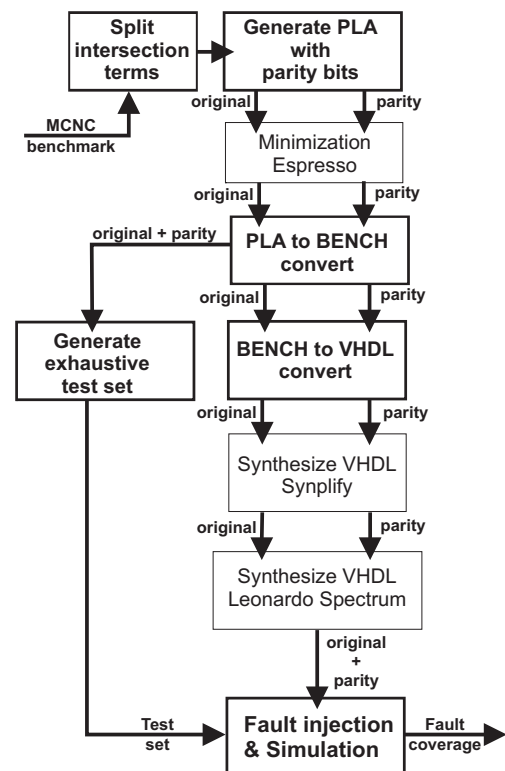 Split
intersection
terms
Generate PLA
with
parity bits
MCNC
benchmark
original
parity
Minimization
Espresso
original
parity
original + parity
PLA to BENCH
convert
original
parity
Generate
exhaustive
test set
BENCH to VHDL
convert
original
parity
Synthesize VHDL
Synplify
original
parity
Synthesize VHDL
Leonardo Spectrum
original
+
parity
Test
set
Fault injection
& Simulation
Fault
coverage